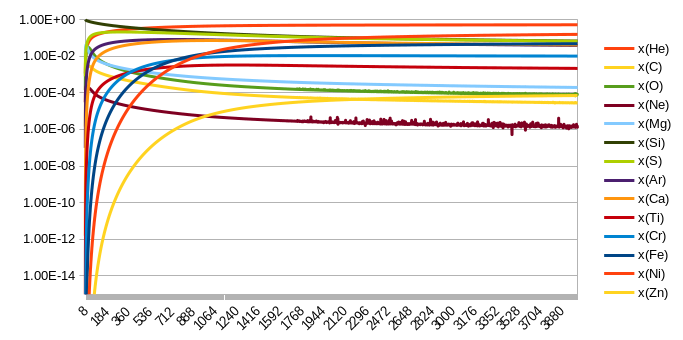 1.00E+00
1.00E-02
1.00E-04
1.00E-06
1.00E-08
1.00E-10
1.00E-12
1.00E-14
8 184 360 536 712 888 1064 1240 1416 1592 1768 1944 2120 2296 2472 2648 2824 3000 3176 3352 3528 3704 3880
x(He)
x(C)
x(O)
x(Ne)
x(Mg)
x(Si)
x(S)
x(Ar)
x(Ca)
x(Ti)
x(Cr)
x(Fe)
x(Ni)
x(Zn)